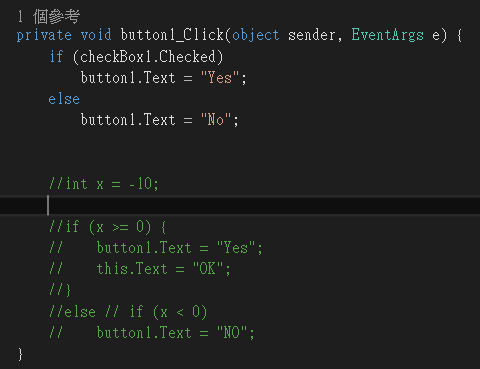 1 個參考
private void button1_Click(object sender, EventArgs e) {
    if (checkBox1.Checked)
        button1.Text = "Yes";
    else
        button1.Text = "No";
    //int x = -10;
    //if (x >= 0) {
    //    button1.Text = "Yes";
    //    this.Text = "OK";
    //}
    //else // if (x < 0)
    //    button1.Text = "NO";
}